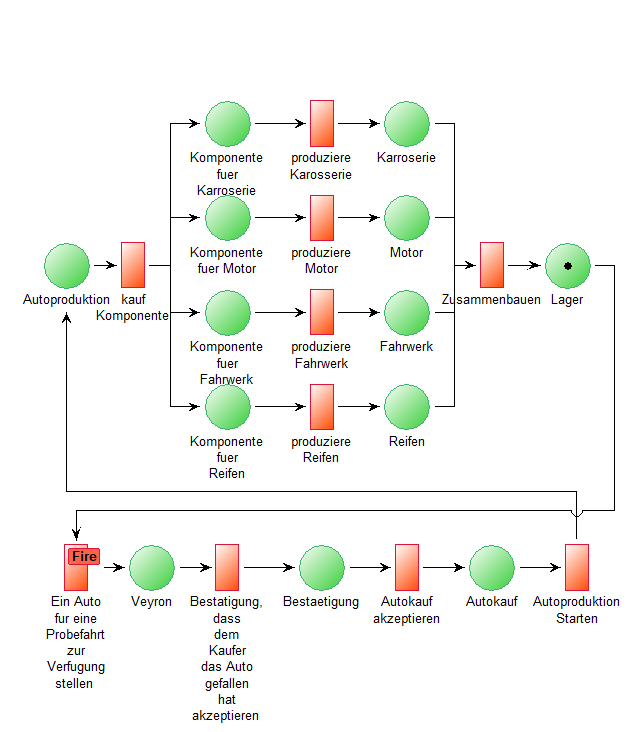 Komponente
fuer
Karroserie
produziere
Karosserie
Karroserie
Komponente
fuer Motor
produziere
Motor
Motor
Autoproduktion
kauf
Komponente
Zusammenbauen
Lager
Komponente
fuer
Fahrwerk
produziere
Fahrwerk
Fahrwerk
Komponente
fuer
Reifen
produziere
Reifen
Reifen
Fire
Ein Auto
fur eine
Probefahrt
zur
Verfugung
stellen
Veyron
Bestatigung,
dass
dem
Kaufer
das Auto
gefallen
hat
akzeptieren
Bestaetigung
Autokauf
akzeptieren
Autokauf
Autoproduktion
Starten